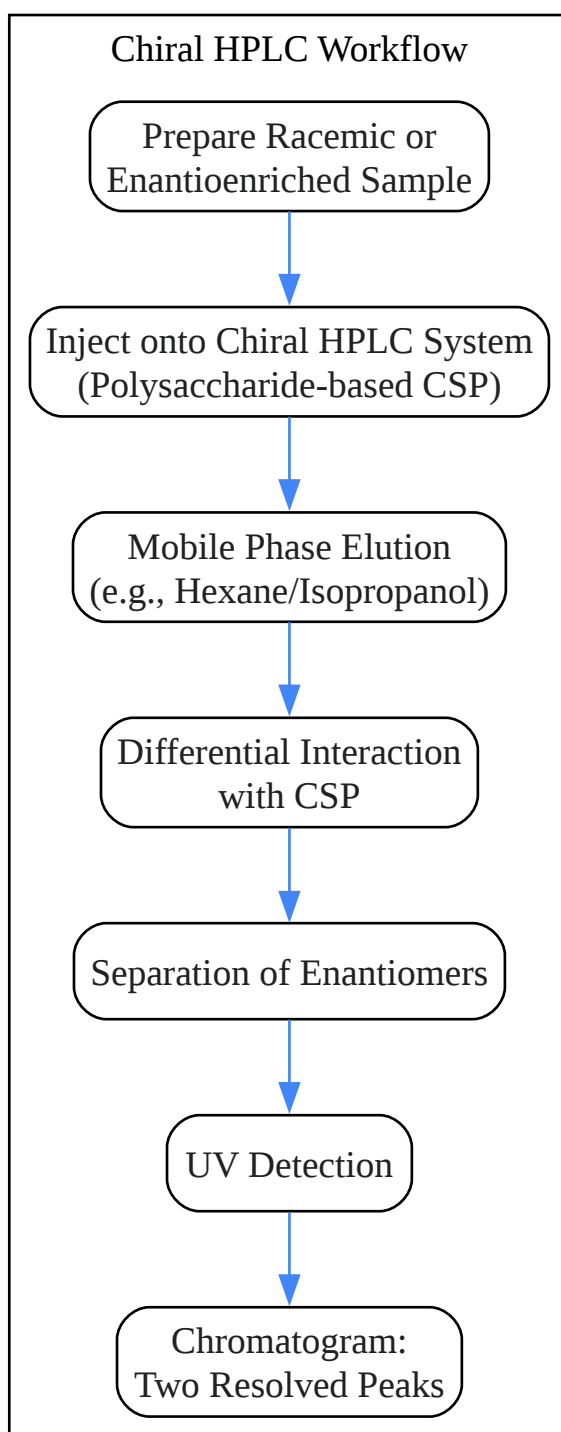 Chiral HPLC Workflow
Prepare Racemic or
Enantioenriched Sample
Inject onto Chiral HPLC System
(Polysaccharide-based CSP)
Mobile Phase Elution
(e.g., Hexane/Isopropanol)
Differential Interaction
with CSP
Separation of Enantiomers
UV Detection
Chromatogram:
Two Resolved Peaks